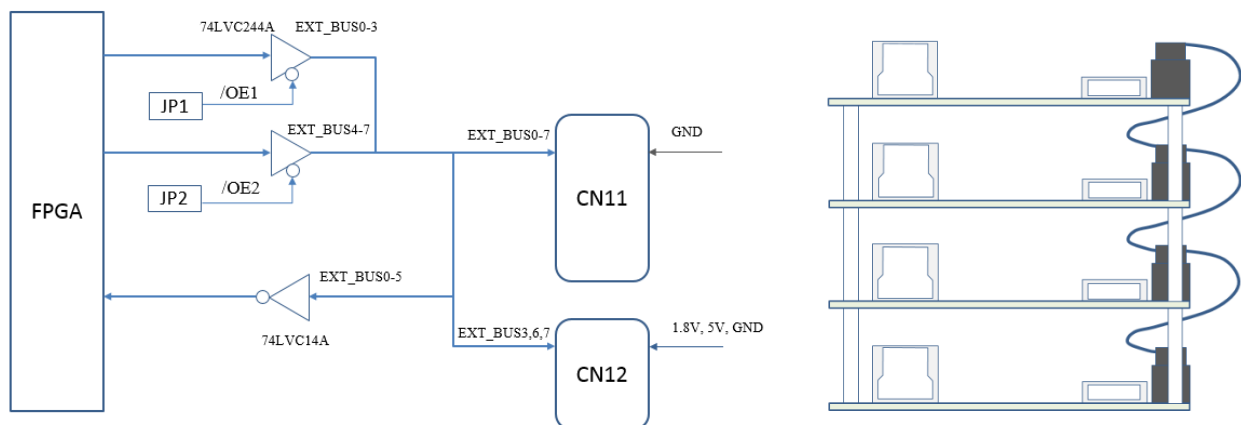 74LVC244A
EXT_BUS0-3
JP1
/OE1
EXT_BUS4-7
JP2
/OE2
FPGA
EXT_BUS0-7
GND
CN11
EXT_BUS0-5
74LVC14A
EXT_BUS3,6,7
1.8V, 5V, GND
CN12